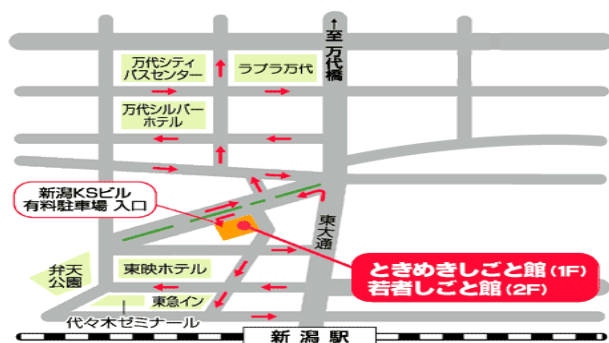 ←至 万代橋
万代シティ
バスセンター
ラブラ万代
万代シルバー
ホテル
新潟KSビル
有料駐車場 入口
東大通
ときめきしごと館(1F)
若者しごと館(2F)
弁天
公園
東映ホテル
東急イン
代々木ゼミナール
新潟駅